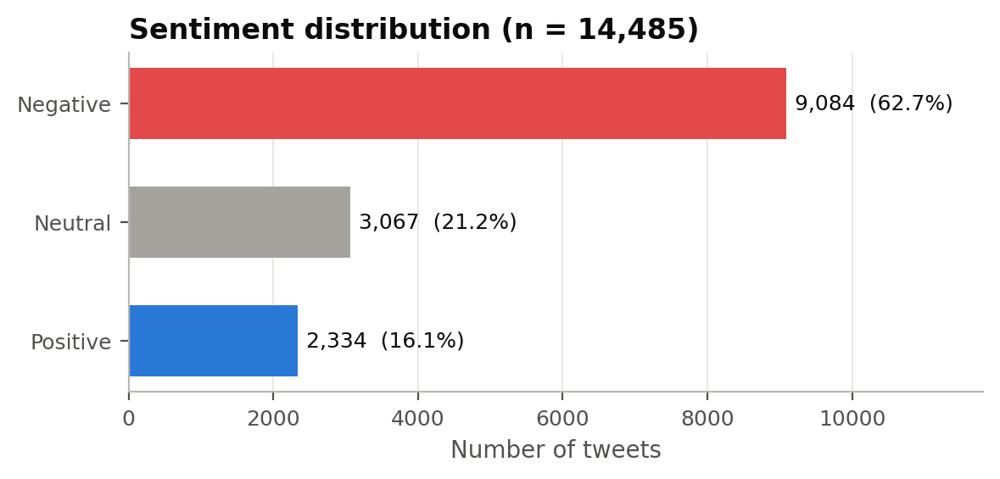 Sentiment distribution (n = 14,485)
Negative
9,084 (62.7%)
Neutral
3,067 (21.2%)
Positive
2,334 (16.1%)
0 2000 4000 6000 8000 10000
Number of tweets